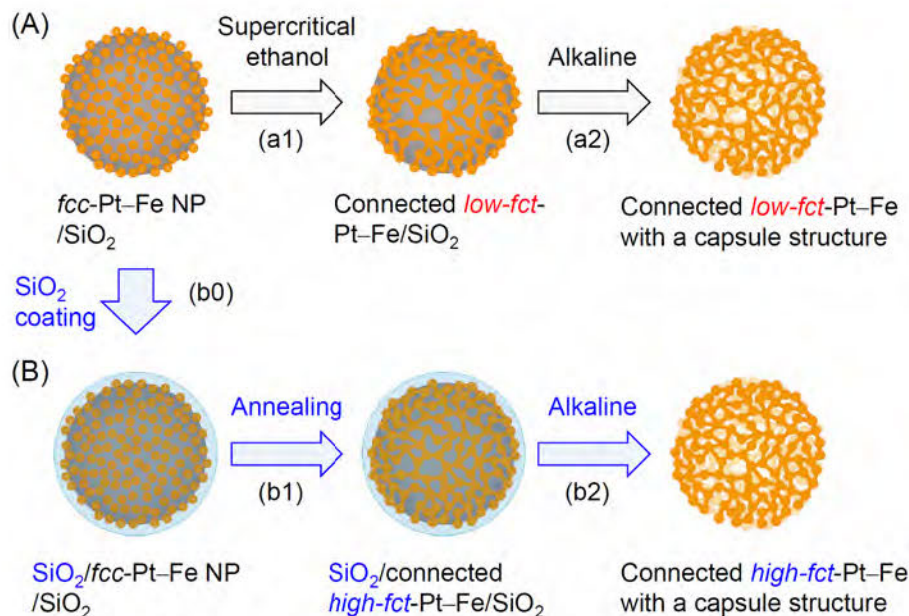 (A)
Supercritical
ethanol
(a1)
Alkaline
(a2)
fcc-Pt–Fe NP
/SiO₂
Connected low-fct-
Pt–Fe/SiO₂
Connected low-fct-Pt–Fe
with a capsule structure
SiO₂
coating
(b0)
(B)
Annealing
(b1)
Alkaline
(b2)
SiO₂/fcc-Pt–Fe NP
/SiO₂
SiO₂/connected
high-fct-Pt–Fe/SiO₂
Connected high-fct-Pt–Fe
with a capsule structure